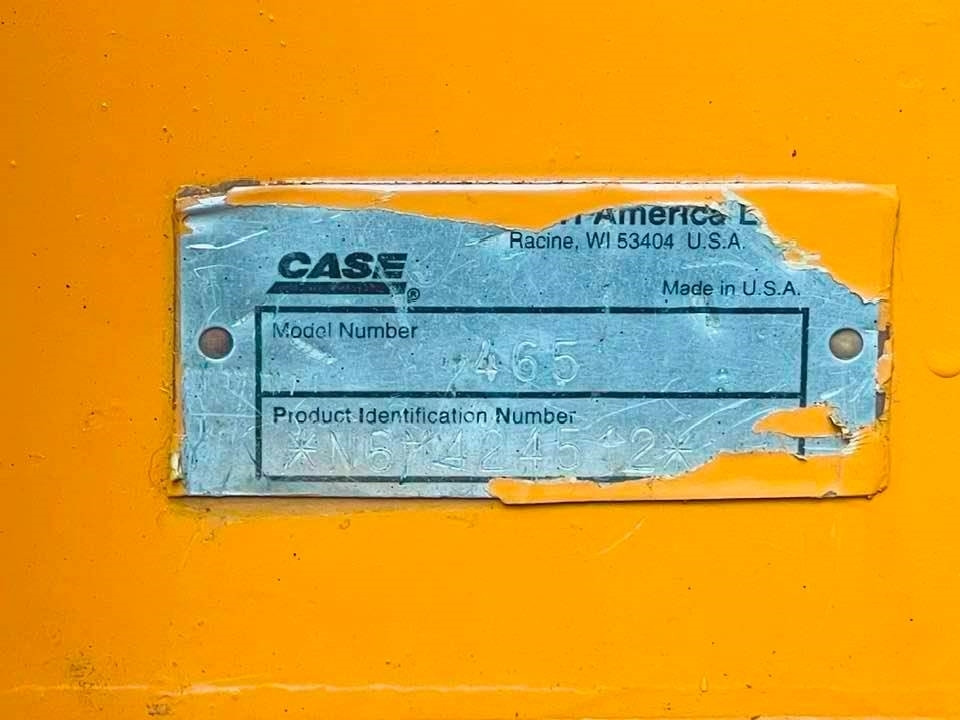 America
Racine, WI 53404 U.S.A.
CASE®
Made in U.S.A.
Model Number
465
Product Identification Number